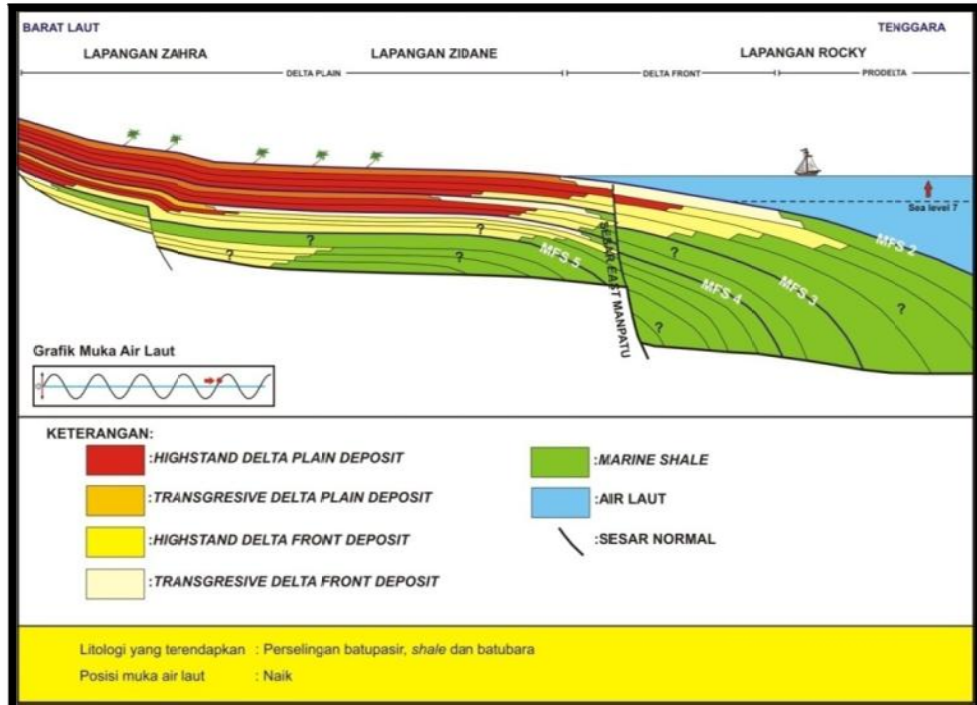 BARAT LAUT
TENGGARA
LAPANGAN ZAHRA
LAPANGAN ZIDANE
LAPANGAN ROCKY
DELTA PLAIN
DELTA FRONT
PRODELTA
Sea level 7
MFS 2
MFS 3
MFS 4
MFS 5
SESAR EAST MANPATU
?
?
?
?
?
?
?
Grafik Muka Air Laut
KETERANGAN:
:HIGHSTAND DELTA PLAIN DEPOSIT
:TRANSGRESIVE DELTA PLAIN DEPOSIT
:HIGHSTAND DELTA FRONT DEPOSIT
:TRANSGRESIVE DELTA FRONT DEPOSIT
:MARINE SHALE
:AIR LAUT
:SESAR NORMAL
Litologi yang terendapkan : Perselingan batupasir, shale dan batubara
Posisi muka air laut : Naik